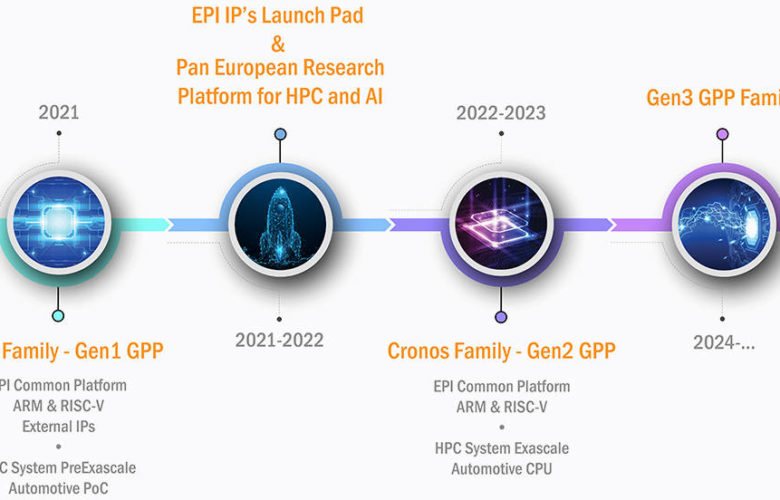 2021
Family - Gen1 GPP
PI Common Platform
ARM & RISC-V
External IPs
C System PreExascale
Automotive PoC
EPI IP's Launch Pad
&
Pan European Research
Platform for HPC and AI
2021-2022
2022-2023
Cronos Family - Gen2 GPP
EPI Common Platform
ARM & RISC-V
HPC System Exascale
Automotive CPU
Gen3 GPP Fami
2024-...